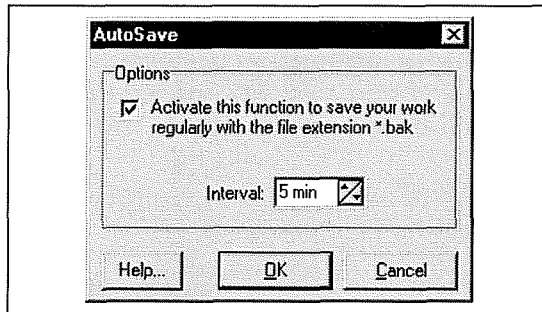 AutoSave
Options
Activate this function to save your work
regularly with the file extension *.bak
Interval: 5 min
Help... OK Cancel